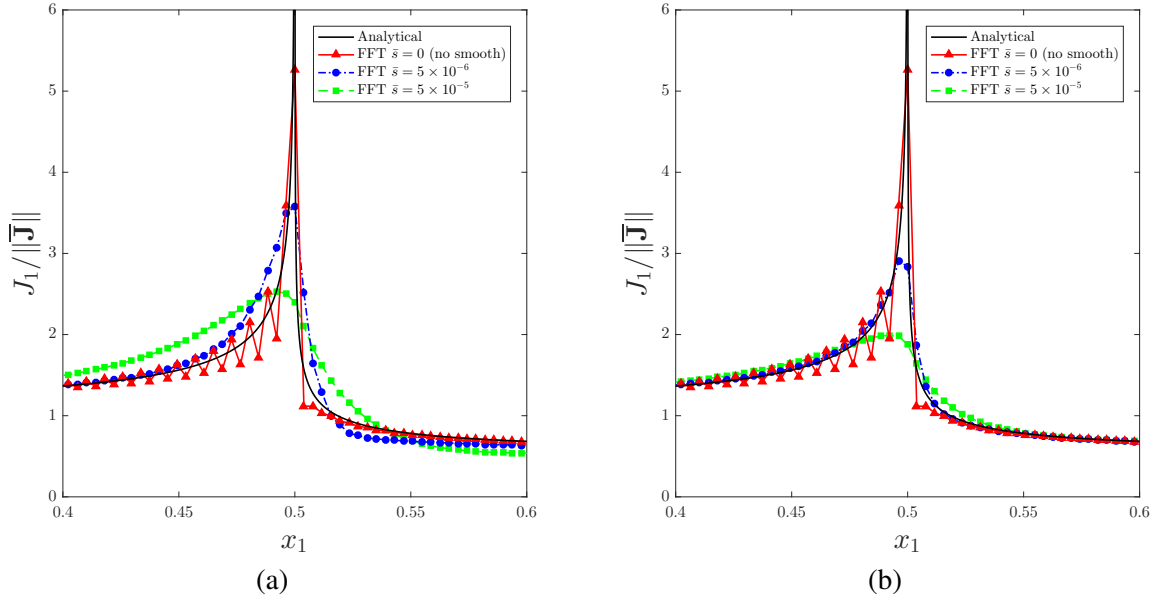 6
5
4
3
2
1
0
J₁/||J̅||
0.4
0.45
0.5
0.55
0.6
x₁
Analytical
FFT s̄ = 0 (no smooth)
FFT s̄ = 5 × 10⁻⁶
FFT s̄ = 5 × 10⁻⁵
(a)
6
5
4
3
2
1
0
J₁/||J̅||
0.4
0.45
0.5
0.55
0.6
x₁
Analytical
FFT s̄ = 0 (no smooth)
FFT s̄ = 5 × 10⁻⁶
FFT s̄ = 5 × 10⁻⁵
(b)